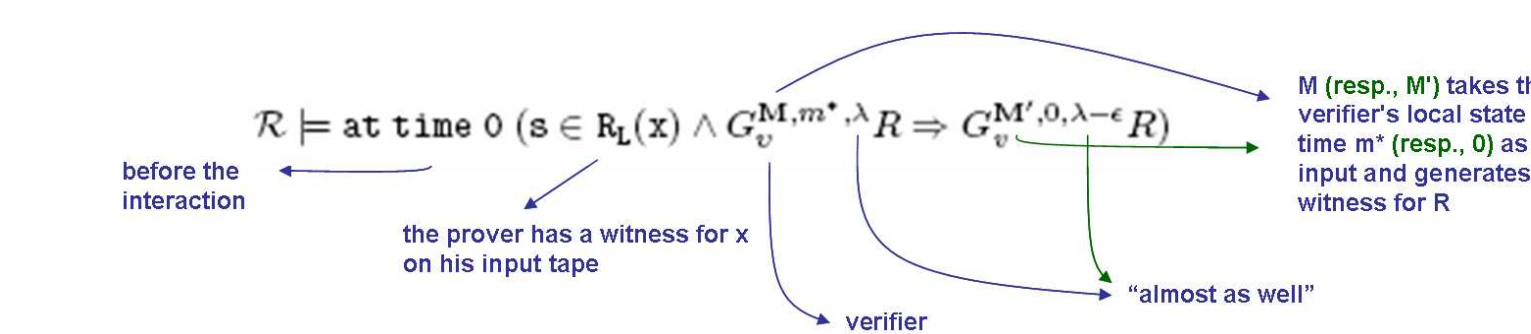 ℛ ⊨ at time 0 (s ∈ R_L(x) ∧ G_v^{M,m*,λ} R ⇒ G_v^{M′,0,λ−ϵ} R)
before the
interaction
the prover has a witness for x
on his input tape
verifier
“almost as well”
M (resp., M') takes
verifier's local state
time m* (resp., 0) as
input and generates
witness for R